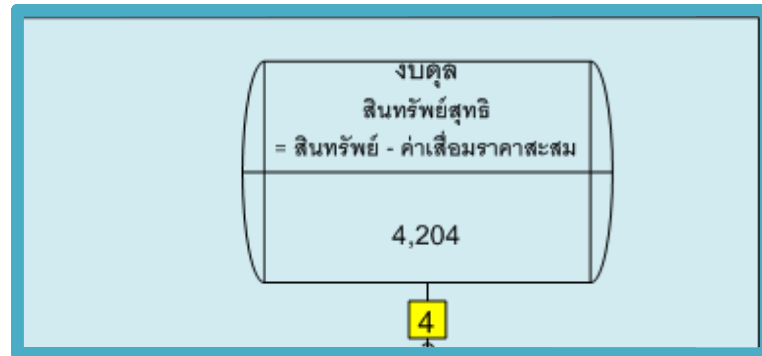 งบดุล
สินทรัพย์สุทธิ
= สินทรัพย์ - ค่าเสื่อมราคาสะสม
4,204
4